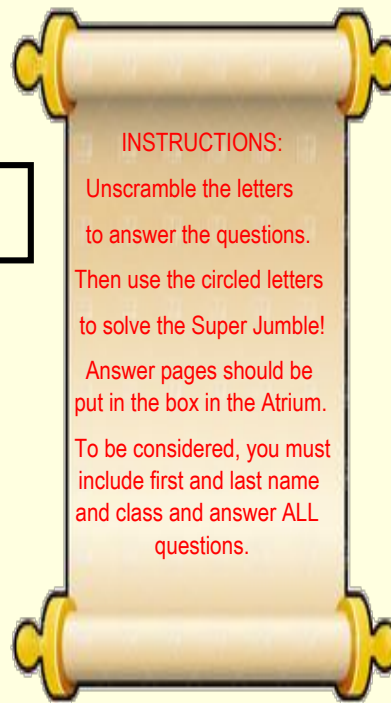 INSTRUCTIONS:
Unscramble the letters
to answer the questions.
Then use the circled letters
to solve the Super Jumble!
Answer pages should be
put in the box in the Atrium.
To be considered, you must
include first and last name
and class and answer ALL
questions.